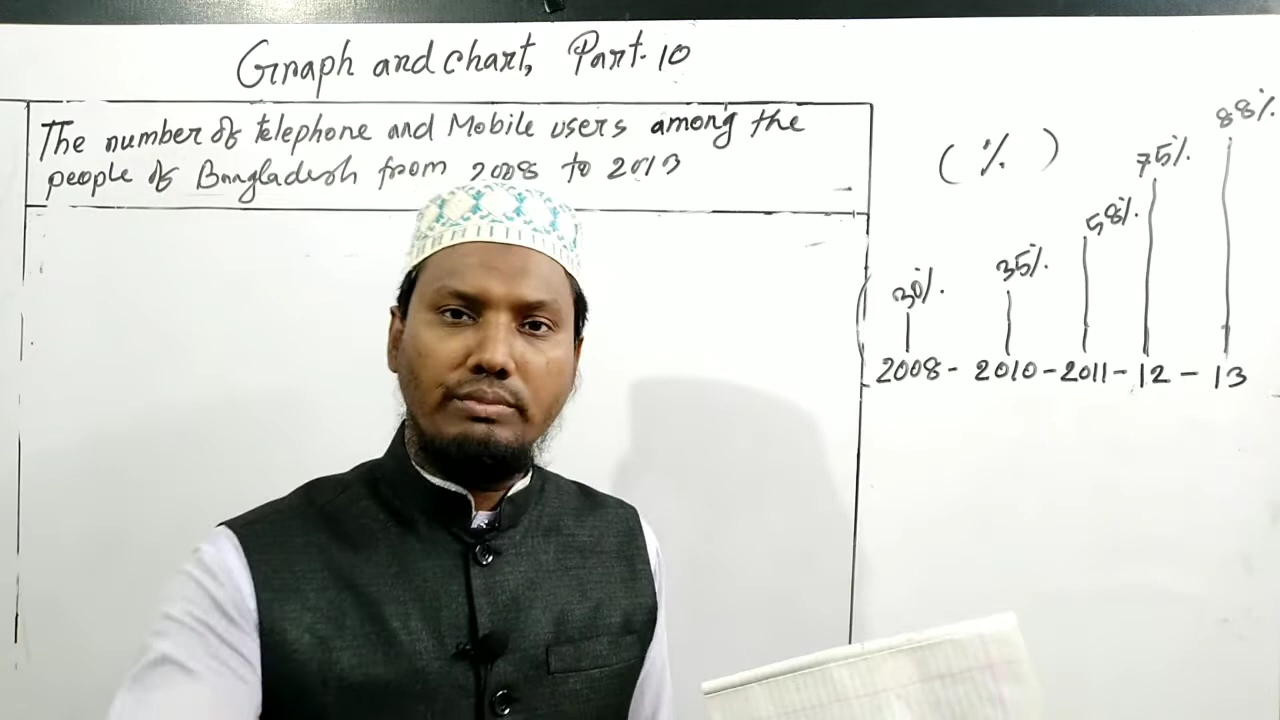 Graph and chart, Part-10
The number of telephone and Mobile users among the
people of Bangladesh from 2008 to 2013
(%)
30% 35% 58% 75% 88%
2008 - 2010 - 2011 - 12 - 13